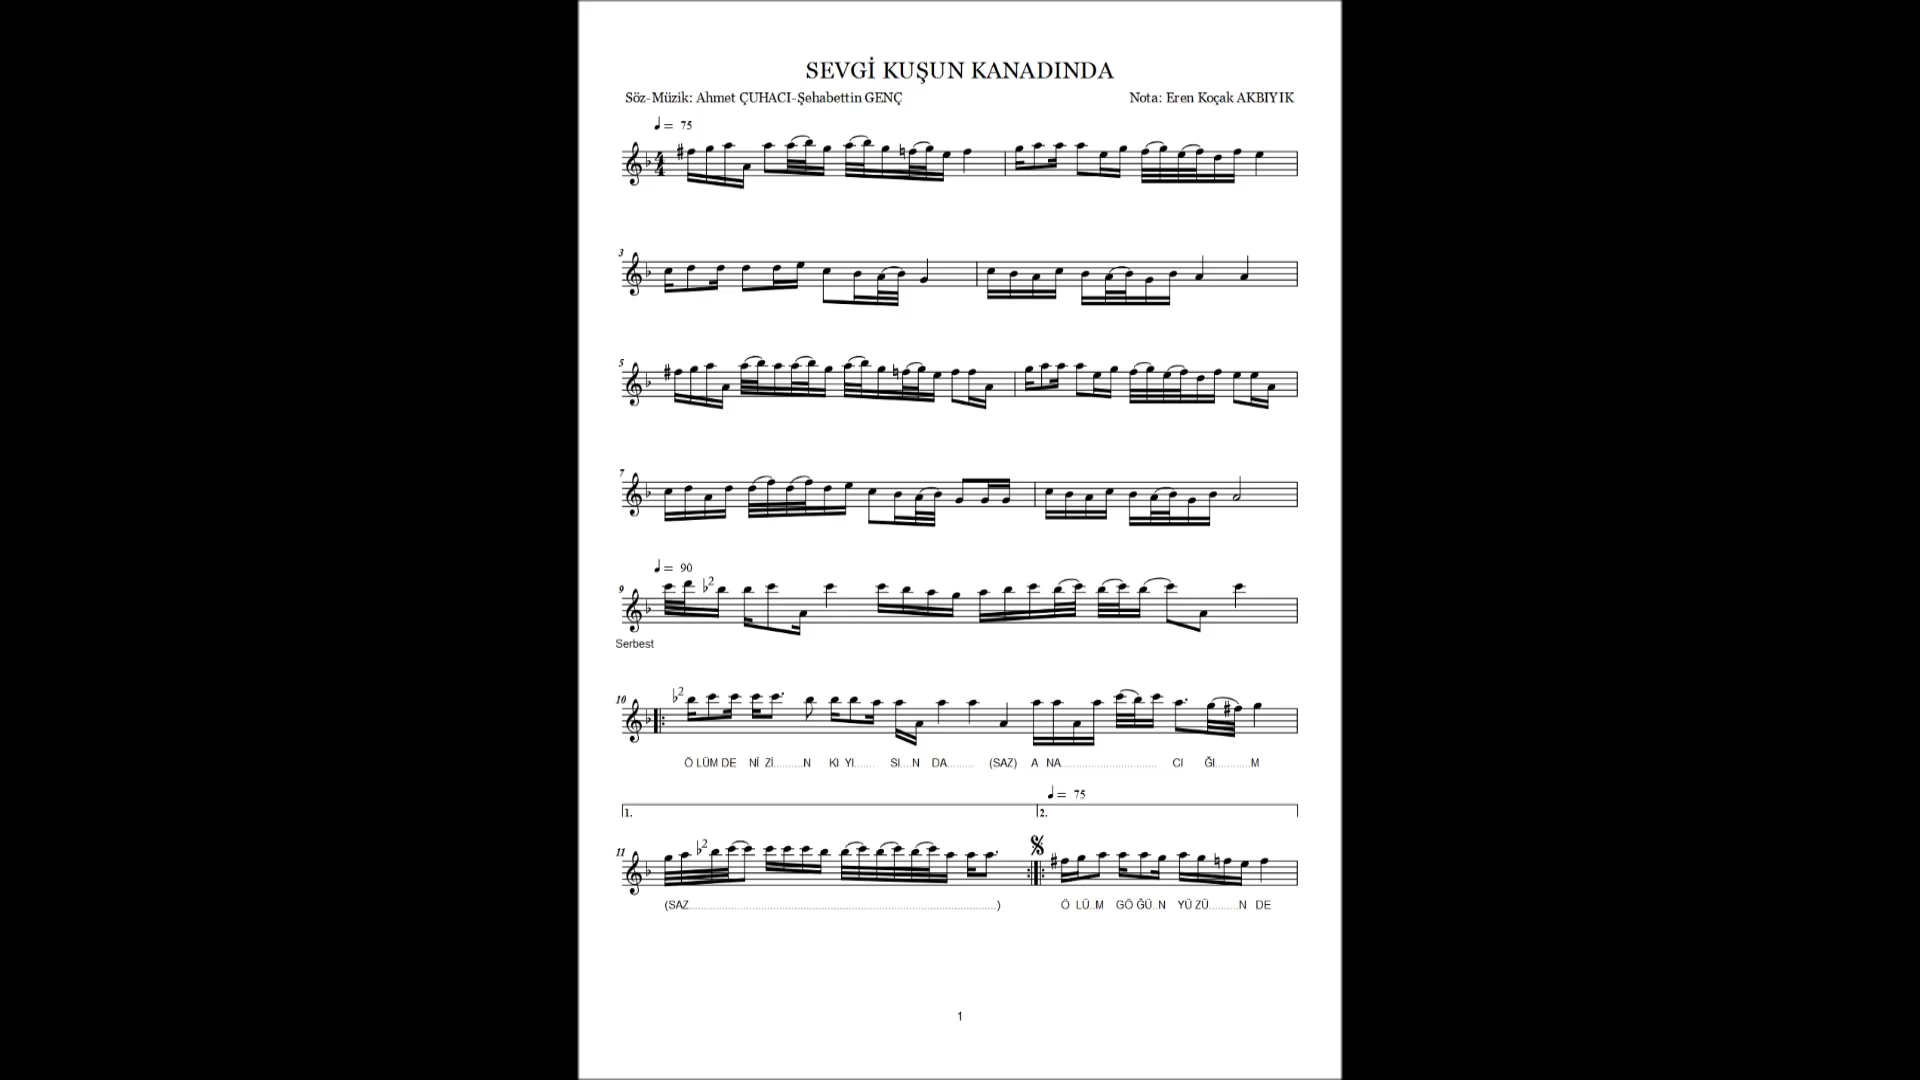 SEVGİ KUŞUN KANADINDA
Söz-Müzik: Ahmet ÇUHACI-Şehabettin GENÇ Nota: Eren Koçak AKBIYIK
♩ = 75
3
5
7
♩ = 90
9
Serbest
10
Ö LÜM DE Nİ Zİ..........N KI YI....... SI....N DA......... (SAZ) A NA................................ CI ĞI............M
♩ = 75
1. 2.
11
(SAZ......................................................................................................) Ö LÜ..M GÖ ĞÜ..N YÜ ZÜ..........N DE
1